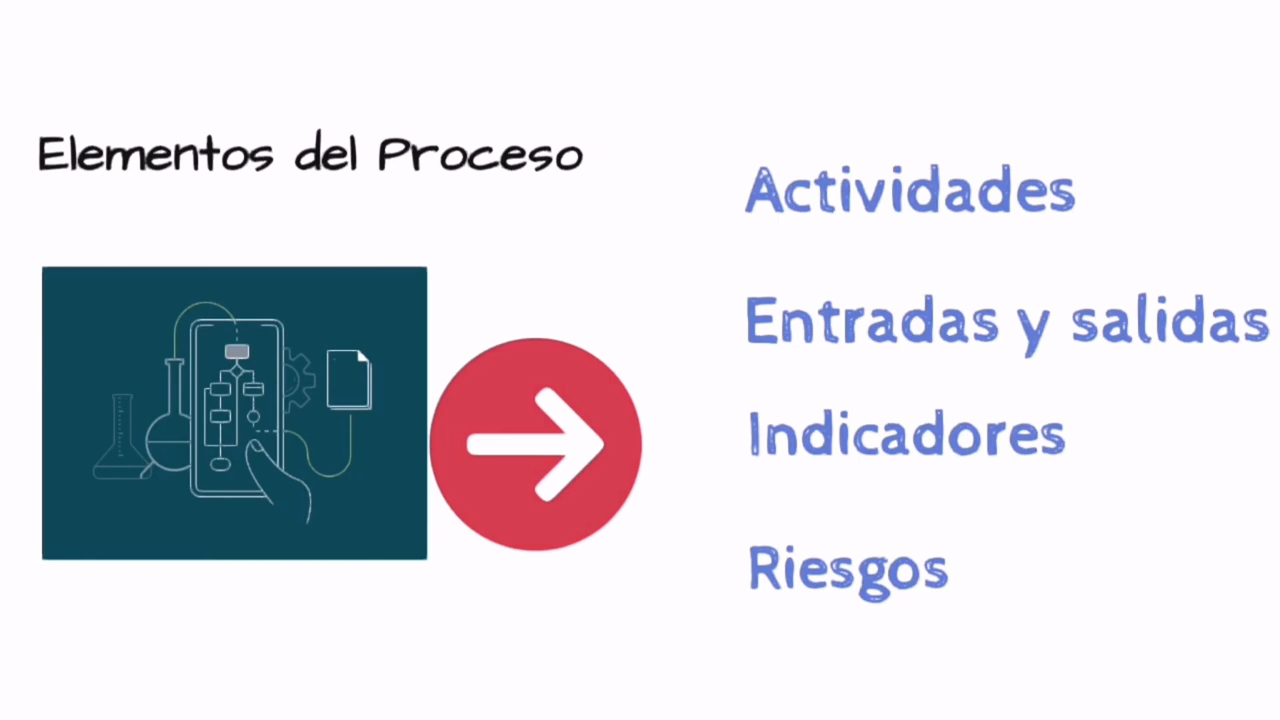 Elementos del Proceso
Actividades
Entradas y salidas
Indicadores
Riesgos